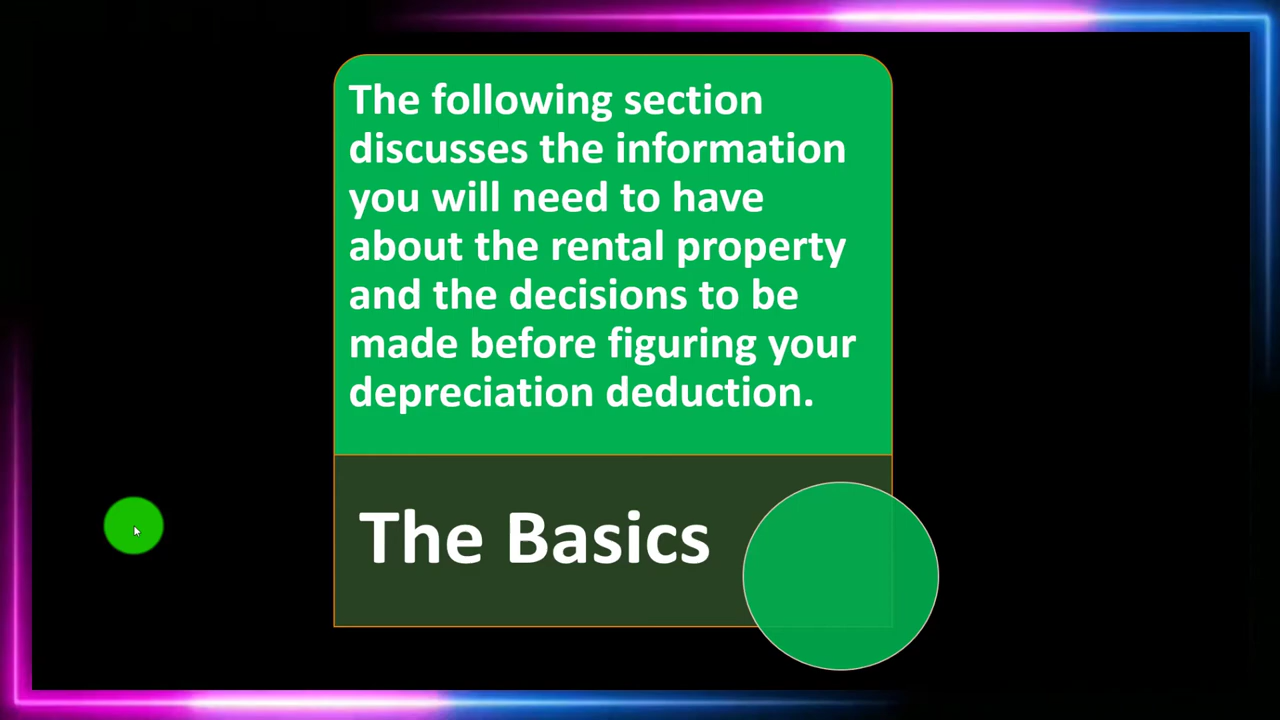 The following section
discusses the information
you will need to have
about the rental property
and the decisions to be
made before figuring your
depreciation deduction.
The Basics